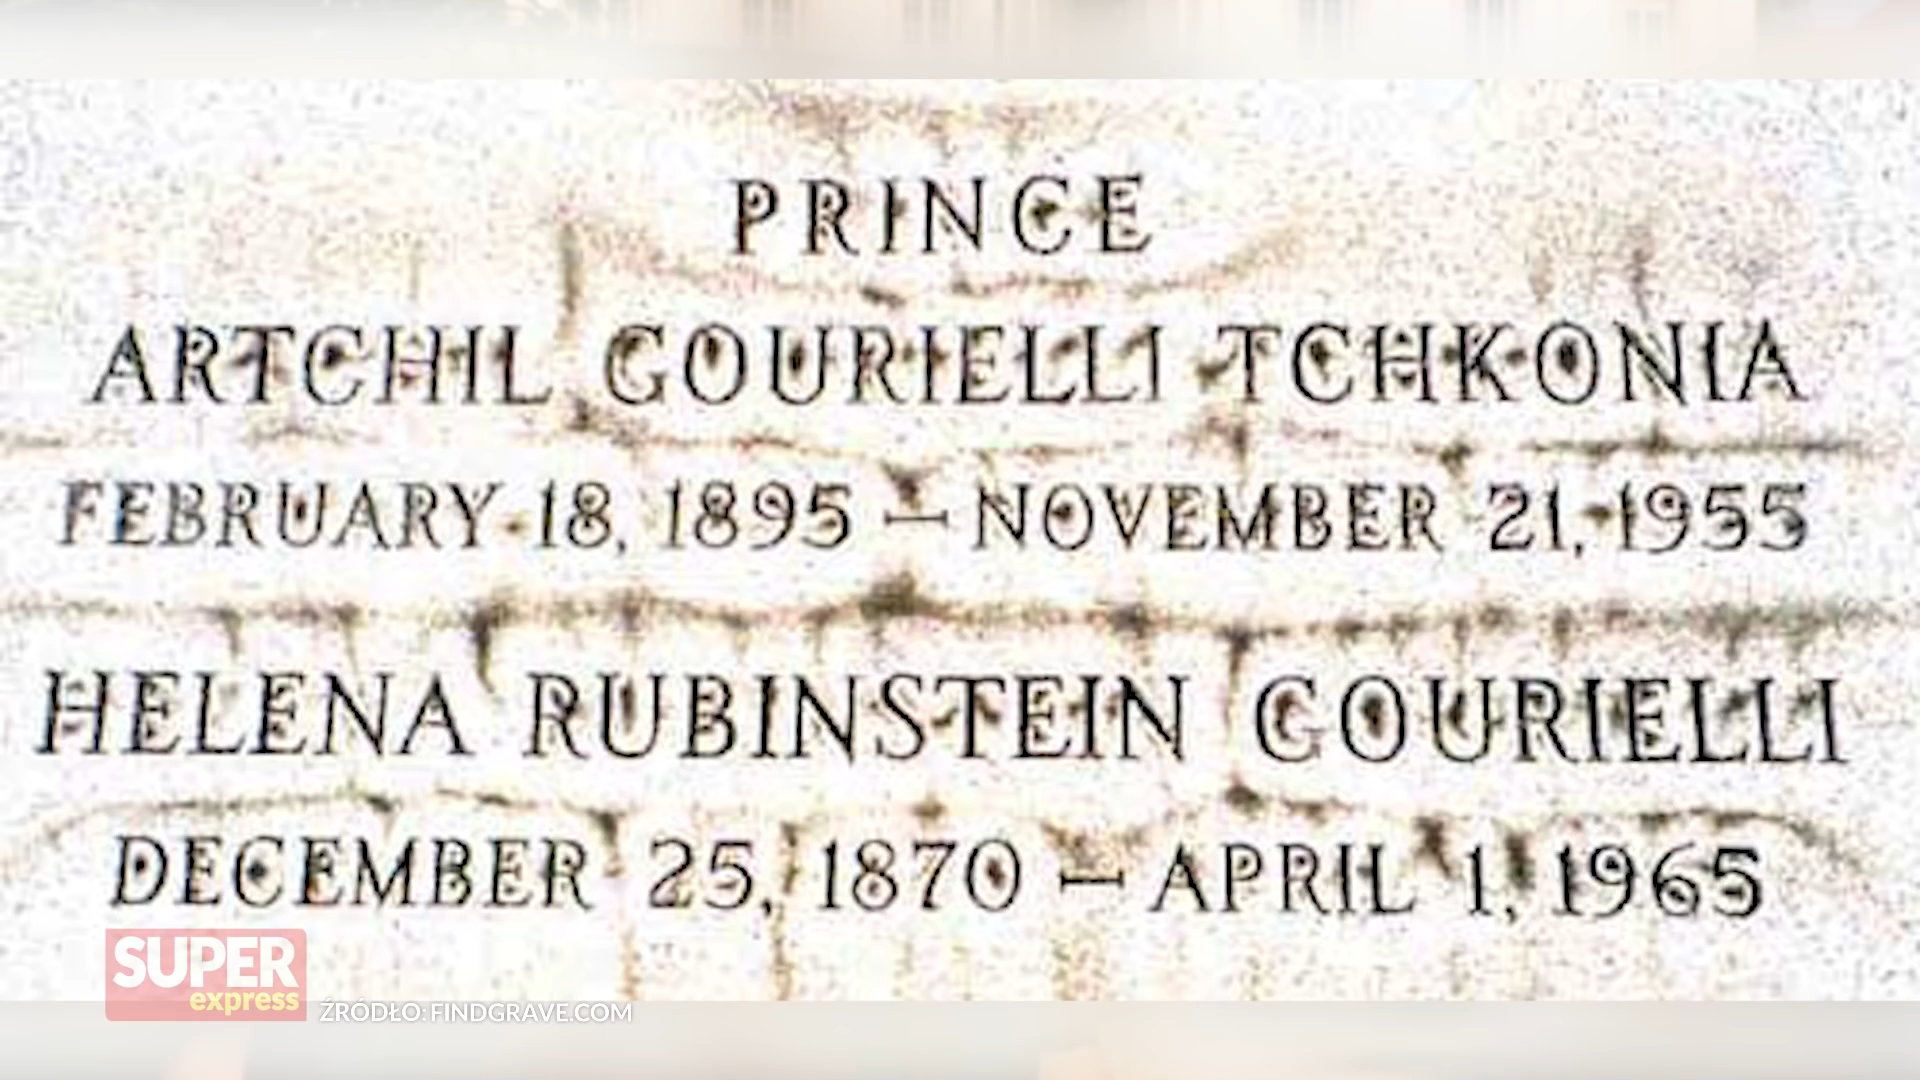 PRINCE
ARTCHIL GOURIELLI TCHKONIA
FEBRUARY 18, 1895 — NOVEMBER 21, 1955
HELENA RUBINSTEIN GOURIELLI
DECEMBER 25, 1870 — APRIL 1, 1965
SUPER
express
ŹRÓDŁO: FINDGRAVE.COM